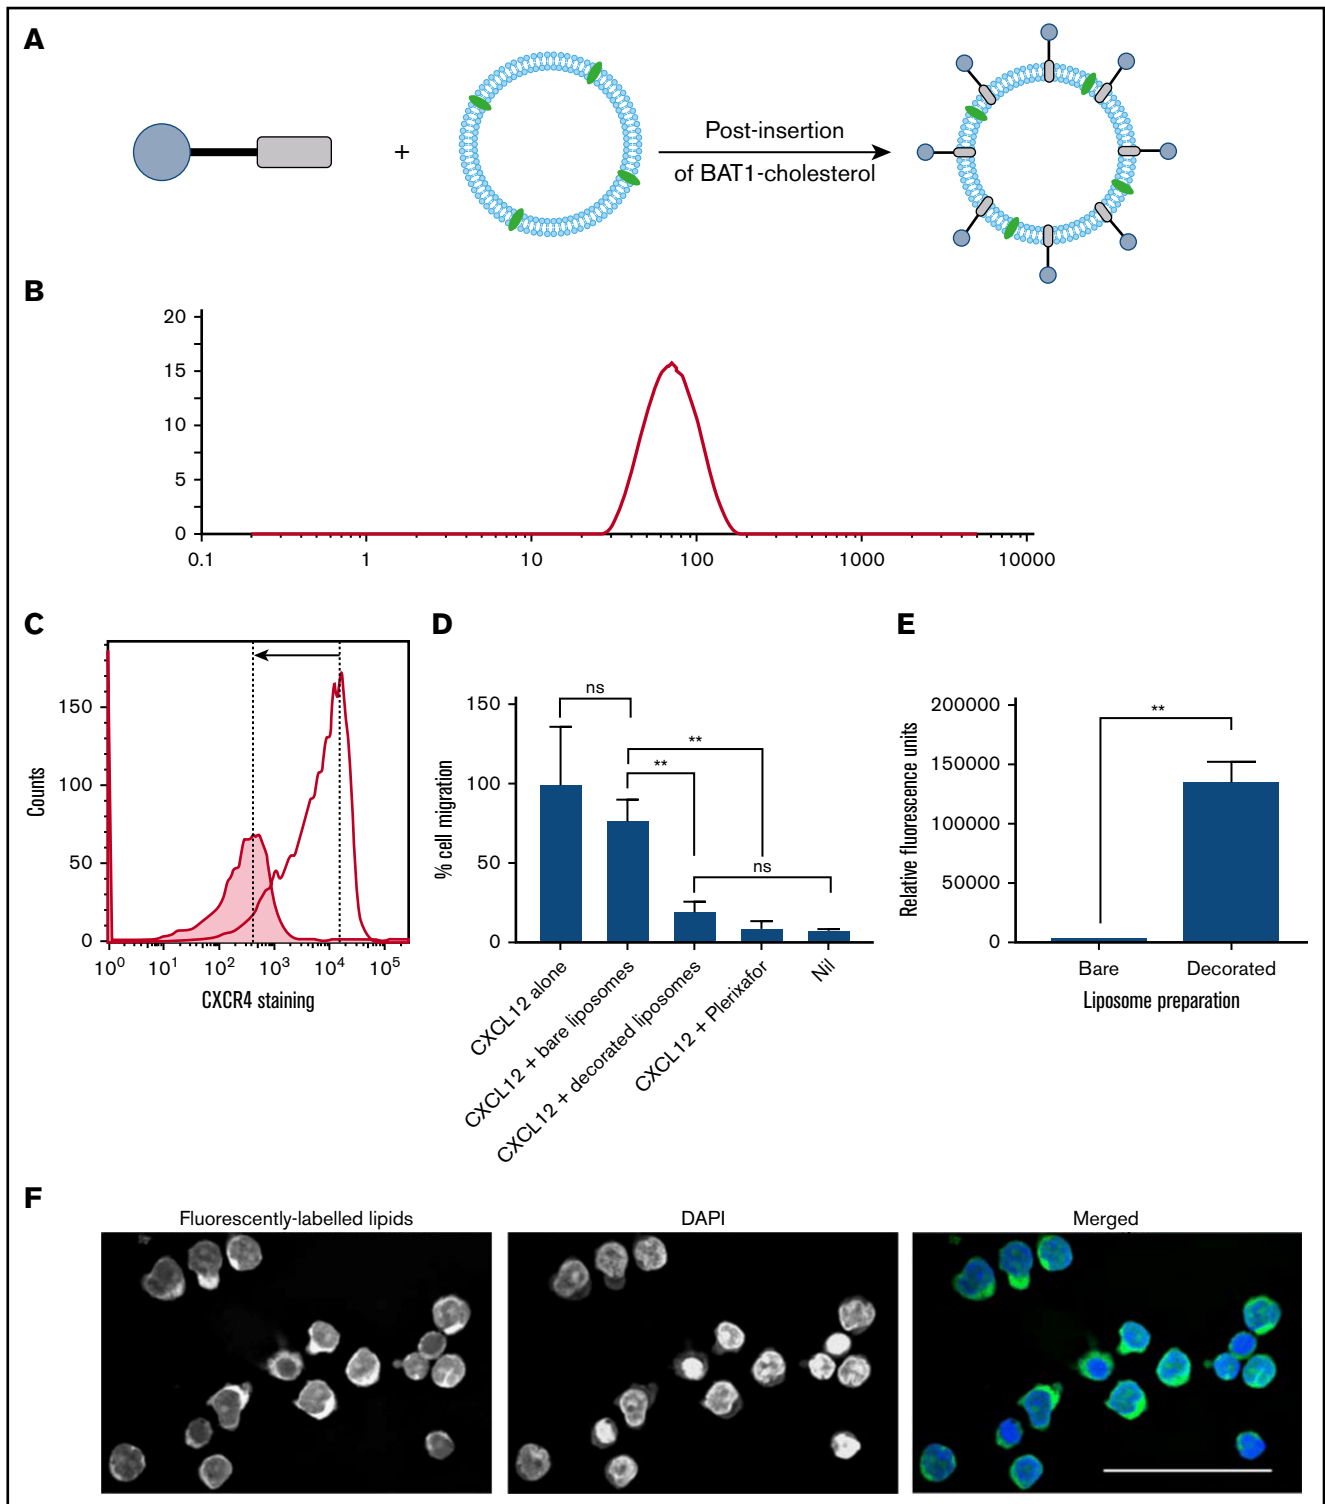 A
+
Post-insertion
of BAT1-cholesterol
B
20
15
10
5
0
0.1 1 10 100 1000 10000
C
Counts
150
100
50
0
10⁰ 10¹ 10² 10³ 10⁴ 10⁵
CXCR4 staining
D
% cell migration
150
100
50
0
ns
**
**
ns
CXCL12 alone
CXCL12 + bare liposomes
CXCL12 + decorated liposomes
CXCL12 + Plerixafor
Nil
E
Relative fluorescence units
200000
150000
100000
50000
0
**
Bare Decorated
Liposome preparation
F
Fluorescently-labelled lipids DAPI Merged